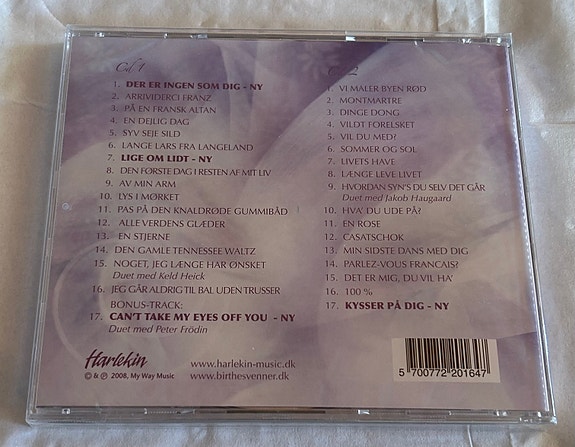 Cd 1
1. DER ER INGEN SOM DIG - NY
2. ARRIVIDERCI FRANZ
3. PÅ EN FRANSK ALTAN
4. EN DEJLIG DAG
5. SYV SEJE SILD
6. LANGE LARS FRA LANGELAND
7. LIGE OM LIDT - NY
8. DEN FØRSTE DAG I RESTEN AF MIT LIV
9. AV MIN ARM
10. LYS I MØRKET
11. PAS PÅ DEN KNALDRØDE GUMMIBÅD
12. ALLE VERDENS GLÆDER
13. EN STJERNE
14. DEN GAMLE TENNESSEE WALTZ
15. NOGET, JEG LÆNGE HAR ØNSKET
Duet med Keld Heick
16. JEG GÅR ALDRIG TIL BAL UDEN TRUSSER
BONUS-TRACK:
17. CAN'T TAKE MY EYES OFF YOU - NY
Duet med Peter Frödin
2
1. VI MALER BYEN RØD
2. MONTMARTRE
3. DINGE DONG
4. VILDT FORELSKET
5. VIL DU MED?
6. SOMMER OG SOL
7. LIVETS HAVE
8. LÆNGE LEVE LIVET
9. HVORDAN SYN'S DU SELV DET GÅR
Duet med Jakob Haugaard
10. HVA' DU UDE PÅ?
11. EN ROSE
12. CASATSCHOK
13. MIN SIDSTE DANS MED DIG
14. PARLEZ-VOUS FRANCAIS?
15. DET ER MIG, DU VIL HA'
16. 100 %
17. KYSSER PÅ DIG - NY
Harlekin
© & ℗ 2008, My Way Music
www.harlekin-music.dk
www.birthesvenner.dk
5 700772 201647